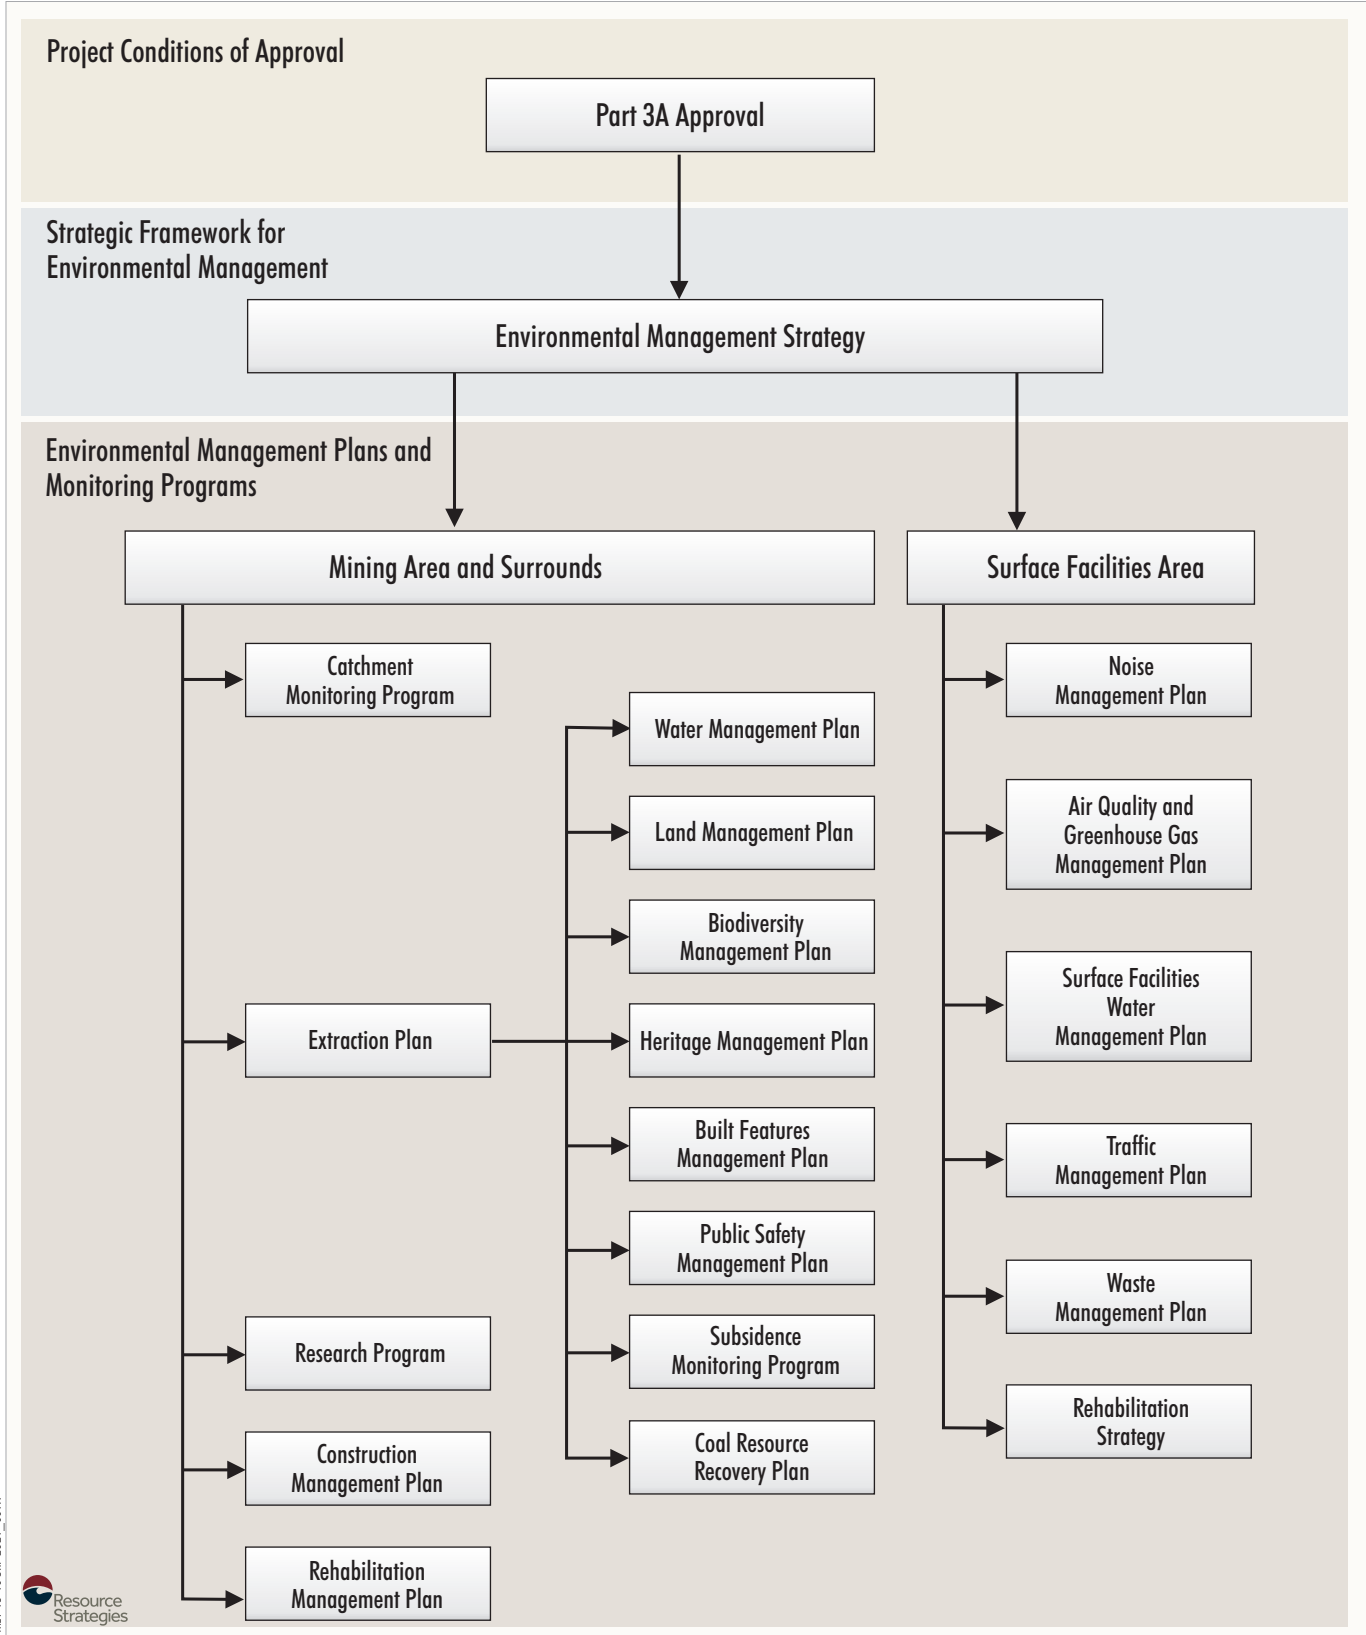 Project Conditions of Approval
Part 3A Approval
Strategic Framework for
Environmental Management
Environmental Management Strategy
Environmental Management Plans and
Monitoring Programs
Mining Area and Surrounds
Catchment
Monitoring Program
Extraction Plan
Water Management Plan
Land Management Plan
Biodiversity
Management Plan
Heritage Management Plan
Built Features
Management Plan
Public Safety
Management Plan
Subsidence
Monitoring Program
Coal Resource
Recovery Plan
Research Program
Construction
Management Plan
Rehabilitation
Management Plan
Surface Facilities Area
Noise
Management Plan
Air Quality and
Greenhouse Gas
Management Plan
Surface Facilities
Water
Management Plan
Traffic
Management Plan
Waste
Management Plan
Rehabilitation
Strategy
Resource
Strategies